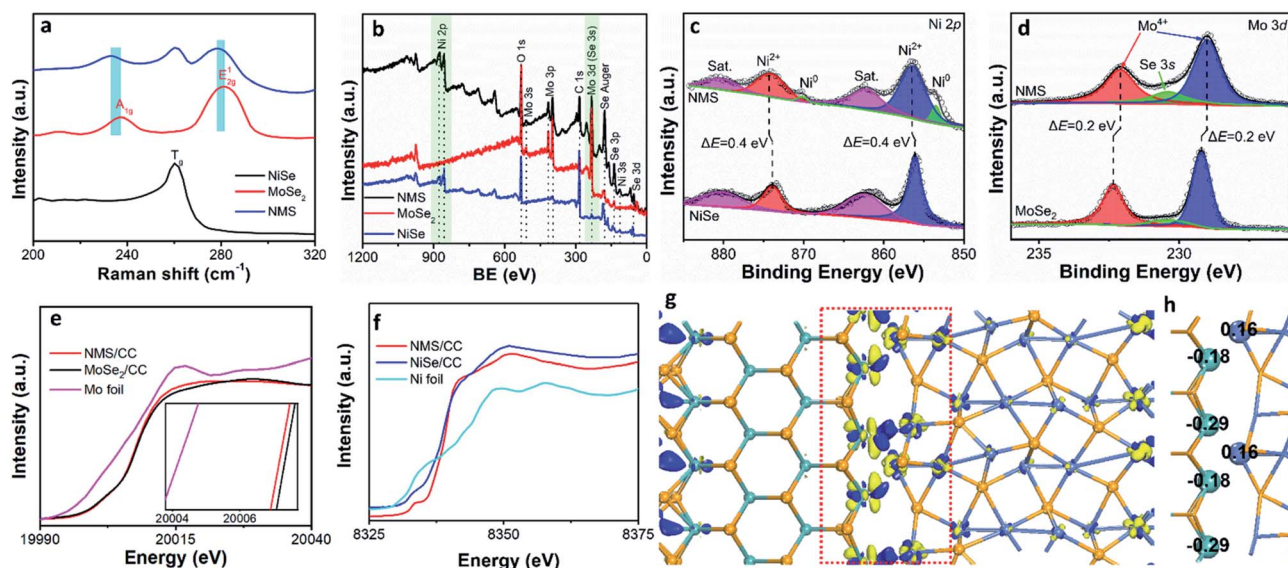 a
A1g
E12g
Tg
NiSe
MoSe2
NMS
200
240
280
320
Raman shift (cm-1)
Intensity (a.u.)
b
Ni 2p
O 1s
Mo 3s
Mo 3p
C 1s
Mo 3d (Se 3s)
Se Auger
Se 3p
Ni 3s
Se 3d
NMS
MoSe2
NiSe
1200
900
600
300
0
BE (eV)
Intensity (a.u.)
c
Ni 2p
Sat.
Ni2+
Ni0
Sat.
Ni2+
Ni0
NMS
ΔE=0.4 eV
ΔE=0.4 eV
NiSe
880
870
860
850
Binding Energy (eV)
Intensity (a.u.)
d
Mo 3d
Mo4+
Se 3s
NMS
ΔE=0.2 eV
ΔE=0.2 eV
MoSe2
235
230
Binding Energy (eV)
Intensity (a.u.)
e
NMS/CC
MoSe2/CC
Mo foil
20004
20006
19990
20015
20040
Energy (eV)
Intensity (a.u.)
f
NMS/CC
NiSe/CC
Ni foil
8325
8350
8375
Energy (eV)
Intensity (a.u.)
g
h
0.16
-0.18
-0.29
0.16
-0.18
-0.29